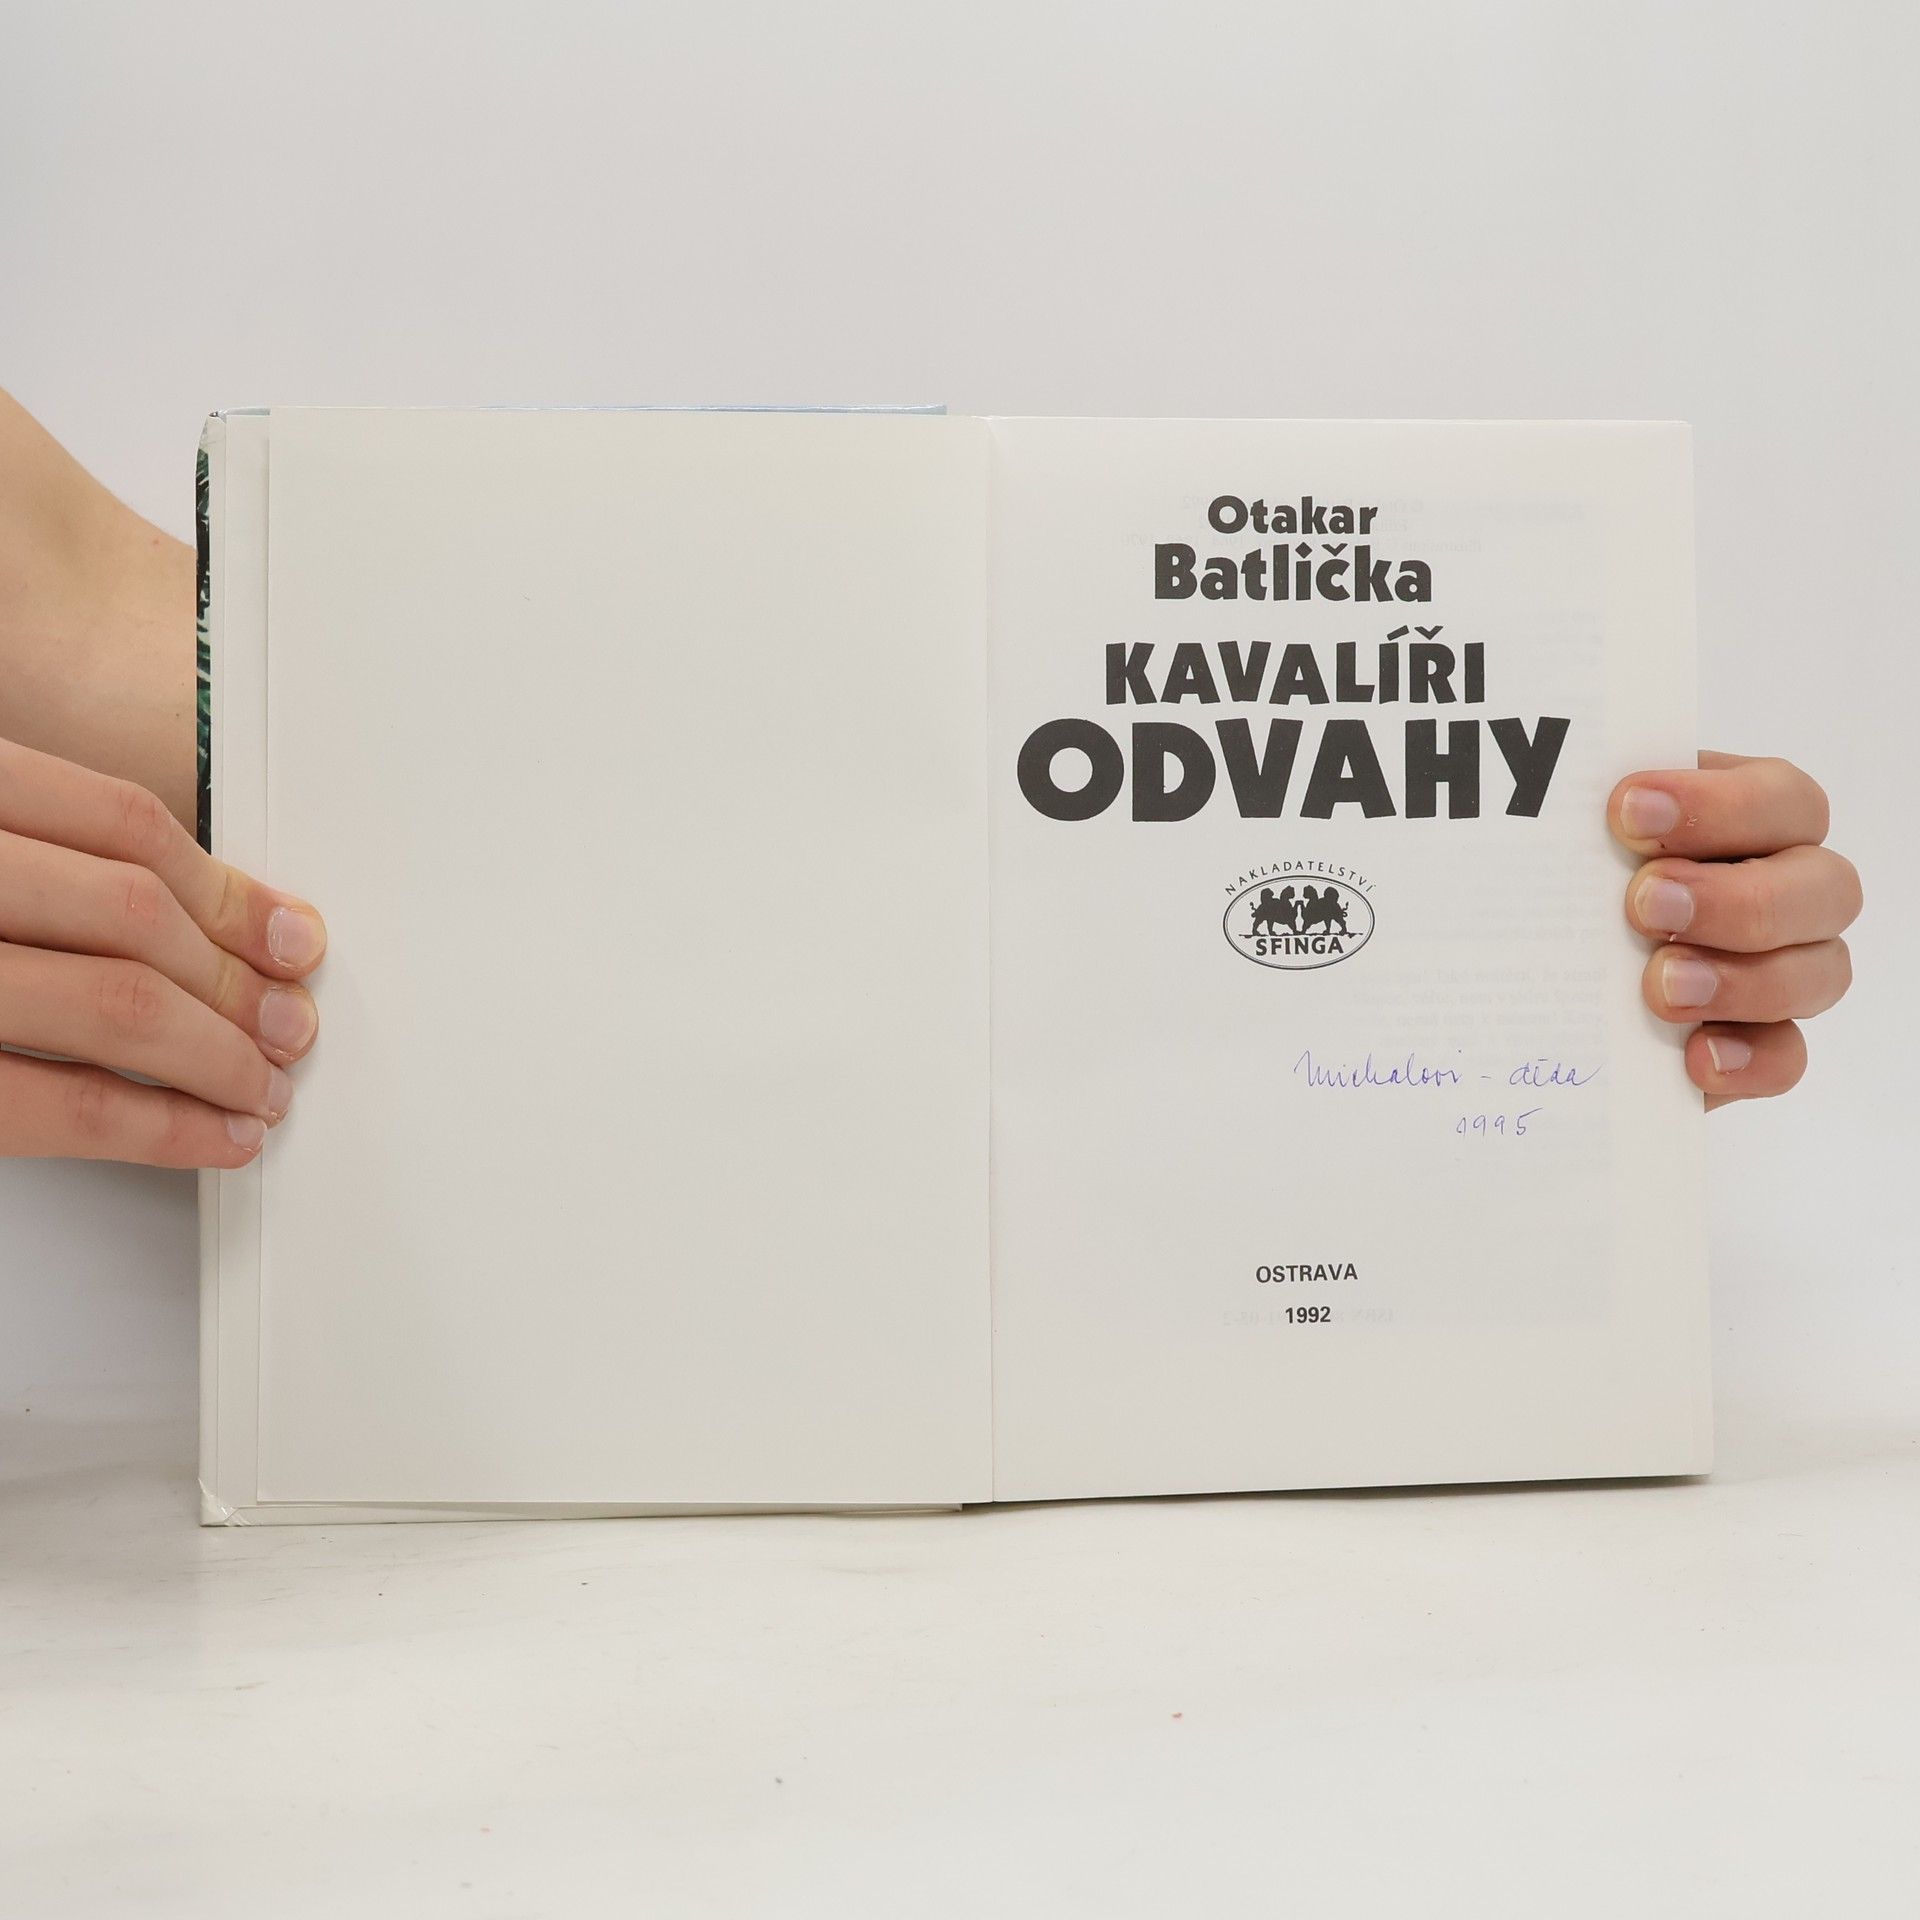 Otakar
Batlička
KAVALÍŘI
ODVAHY
NAKLADATELSTVÍ
SFINGA
Michalovi - děda
1995
OSTRAVA
1992